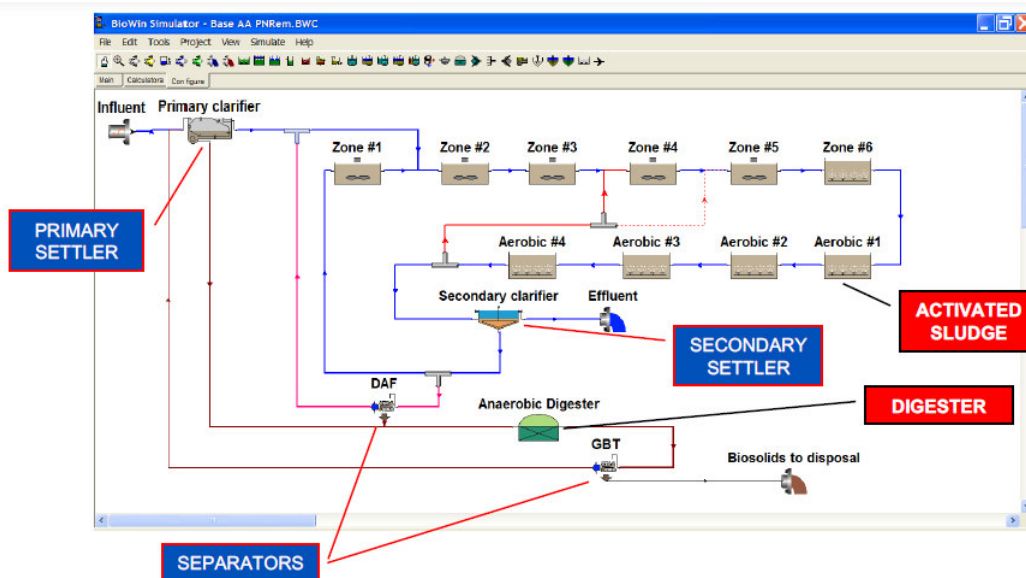 BioWin Simulator - Base AA PNRem.BWC
File Edit Tools Project View Simulate Help
Main Calculators Configure
Influent Primary clarifier
Zone #1 Zone #2 Zone #3 Zone #4 Zone #5 Zone #6
PRIMARY
SETTLER
Aerobic #4 Aerobic #3 Aerobic #2 Aerobic #1
Secondary clarifier Effluent
ACTIVATED
SLUDGE
SECONDARY
SETTLER
DAF
Anaerobic Digester
DIGESTER
GBT
Biosolids to disposal
SEPARATORS